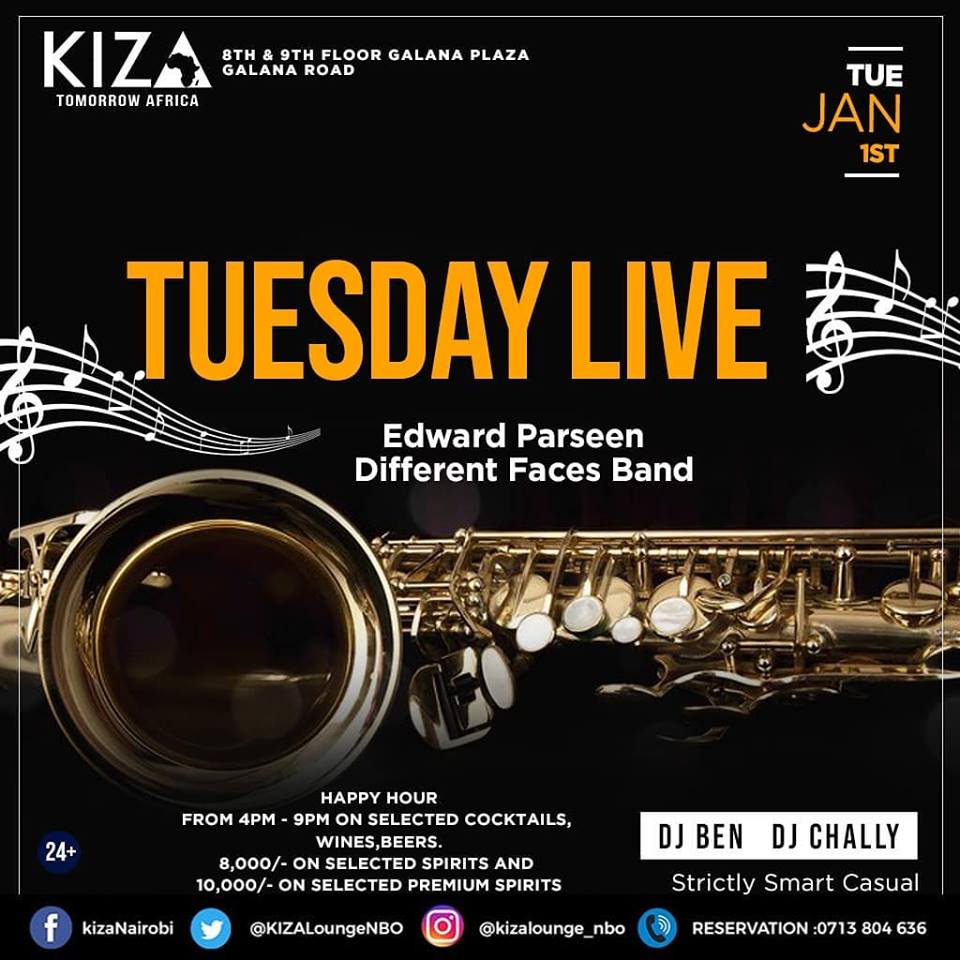 KIZA
TOMORROW AFRICA
8TH & 9TH FLOOR GALANA PLAZA
GALANA ROAD
TUE
JAN
1ST
TUESDAY LIVE
Edward Parseen
Different Faces Band
HAPPY HOUR
FROM 4PM - 9PM ON SELECTED COCKTAILS,
WINES,BEERS.
8,000/- ON SELECTED SPIRITS AND
10,000/- ON SELECTED PREMIUM SPIRITS
24+
DJ BEN DJ CHALLY
Strictly Smart Casual
kizaNairobi
@KIZALoungeNBO
@kizalounge_nbo
RESERVATION :0713 804 636